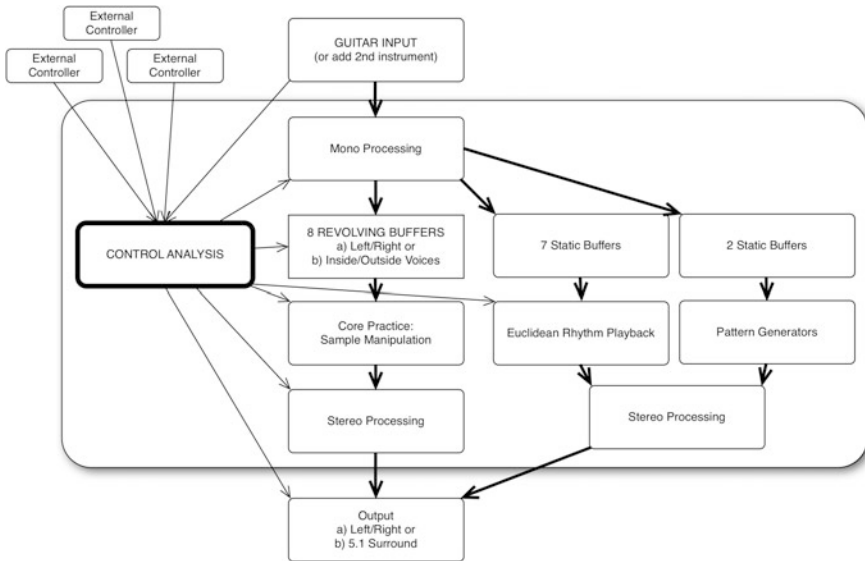 External
Controller
External
Controller
External
Controller
GUITAR INPUT
(or add 2nd instrument)
Mono Processing
CONTROL ANALYSIS
8 REVOLVING BUFFERS
a) Left/Right or
b) Inside/Outside Voices
7 Static Buffers
2 Static Buffers
Core Practice:
Sample Manipulation
Euclidean Rhythm Playback
Pattern Generators
Stereo Processing
Stereo Processing
Output
a) Left/Right or
b) 5.1 Surround